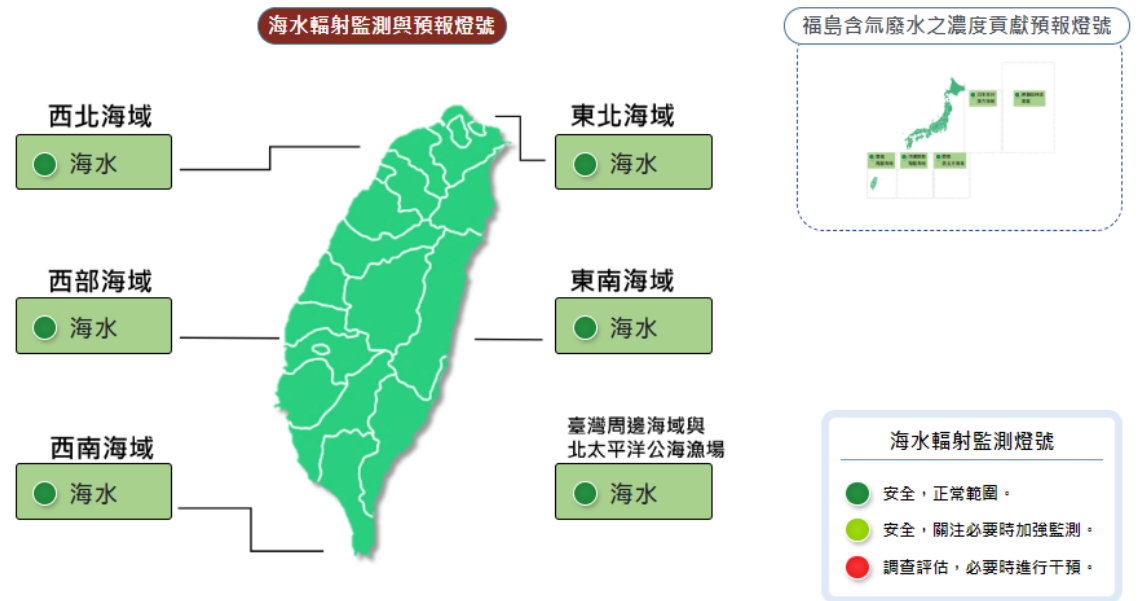 海水輻射監測與預報燈號
福島含氚廢水之濃度貢獻預報燈號
西北海域
海水
東北海域
海水
西部海域
海水
東南海域
海水
西南海域
海水
臺灣周邊海域與
北太平洋公海漁場
海水
海水輻射監測燈號
安全，正常範圍。
安全，關注必要時加強監測。
調查評估，必要時進行干預。